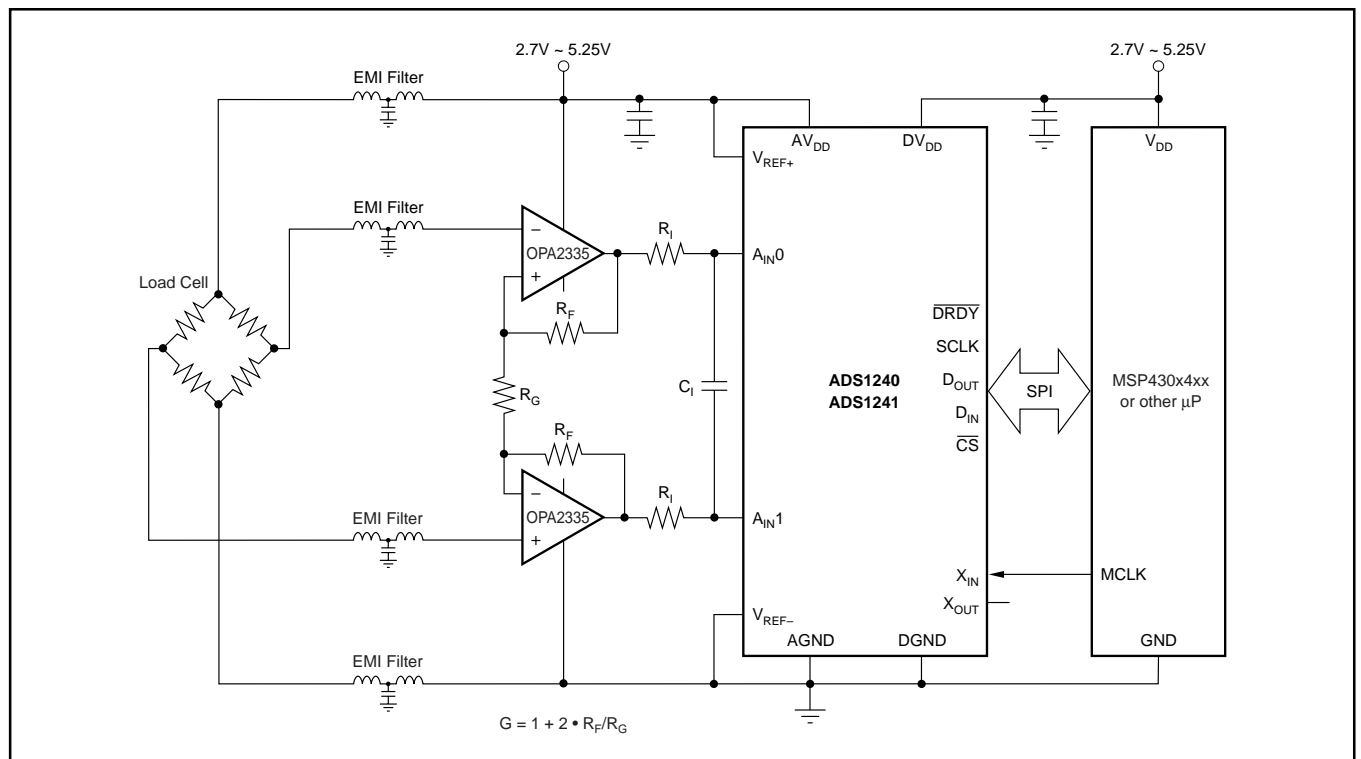 2.7V ~ 5.25V
2.7V ~ 5.25V
EMI Filter
AVDD
DVDD
VDD
VREF+
EMI Filter
RI
−
OPA2335
+
AIN0
Load Cell
RF
DRDY
SCLK
RG
CI
ADS1240
ADS1241
DOUT
SPI
MSP430x4xx
or other µP
DIN
RF
CS
−
OPA2335
+
RI
AIN1
EMI Filter
XIN
MCLK
XOUT
VREF−
AGND
DGND
GND
EMI Filter
G = 1 + 2 • RF/RG